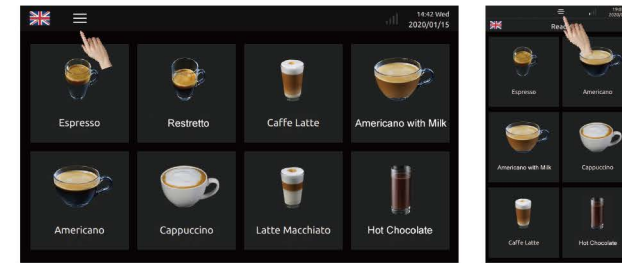 14:42 Wed
2020/01/15
Espresso
Restretto
Caffe Latte
Americano with Milk
Americano
Cappuccino
Latte Macchiato
Hot Chocolate
Espresso
Americano
Americano with Milk
Cappuccino
Caffe Latte
Hot Chocolate